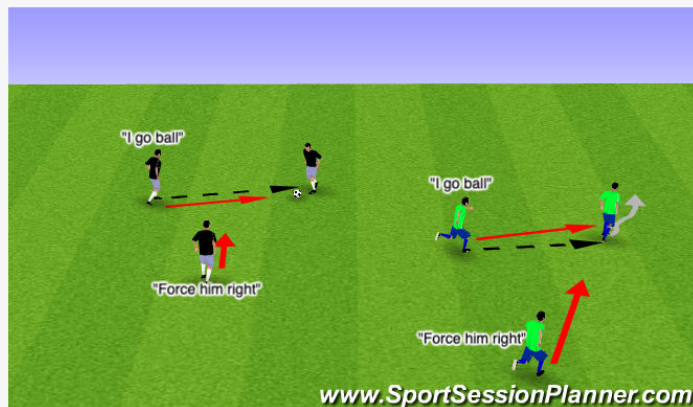 "I go ball"
"I go ball"
"Force him right"
"Force him right"
www.SportSessionPlanner.com